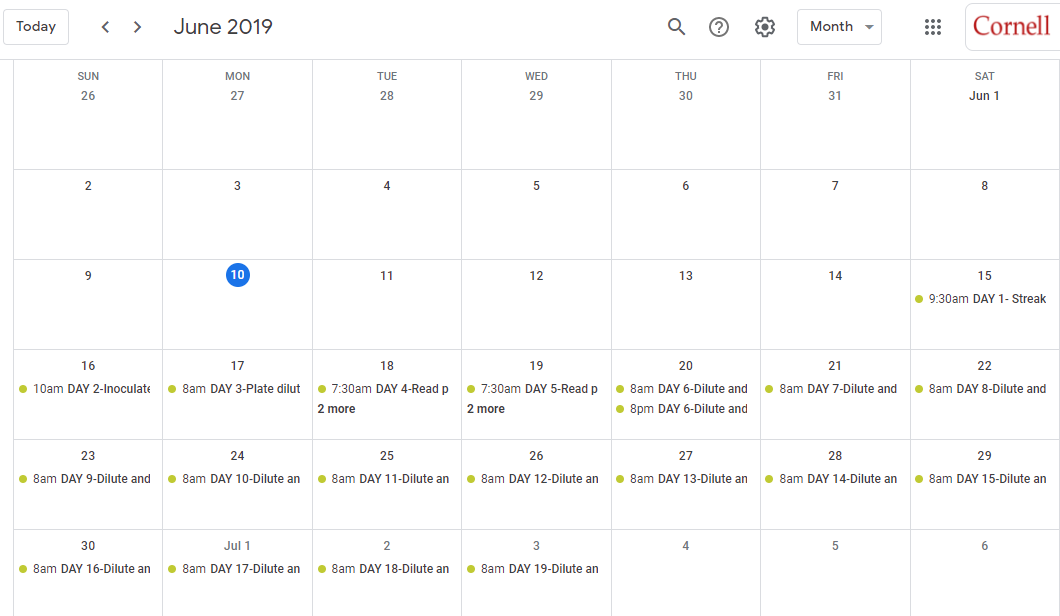 Today June 2019 Month Cornell
SUN MON TUE WED THU FRI SAT
26 27 28 29 30 31 Jun 1
2 3 4 5 6 7 8
9 10 11 12 13 14 15
9:30am DAY 1- Streak
16 17 18 19 20 21 22
10am DAY 2-Inoculate 8am DAY 3-Plate dilut 7:30am DAY 4-Read p 7:30am DAY 5-Read p 8am DAY 6-Dilute and 8am DAY 7-Dilute and 8am DAY 8-Dilute and
2 more 2 more 8pm DAY 6-Dilute and
23 24 25 26 27 28 29
8am DAY 9-Dilute and 8am DAY 10-Dilute an 8am DAY 11-Dilute an 8am DAY 12-Dilute an 8am DAY 13-Dilute an 8am DAY 14-Dilute an 8am DAY 15-Dilute an
30 Jul 1 2 3 4 5 6
8am DAY 16-Dilute an 8am DAY 17-Dilute an 8am DAY 18-Dilute an 8am DAY 19-Dilute an